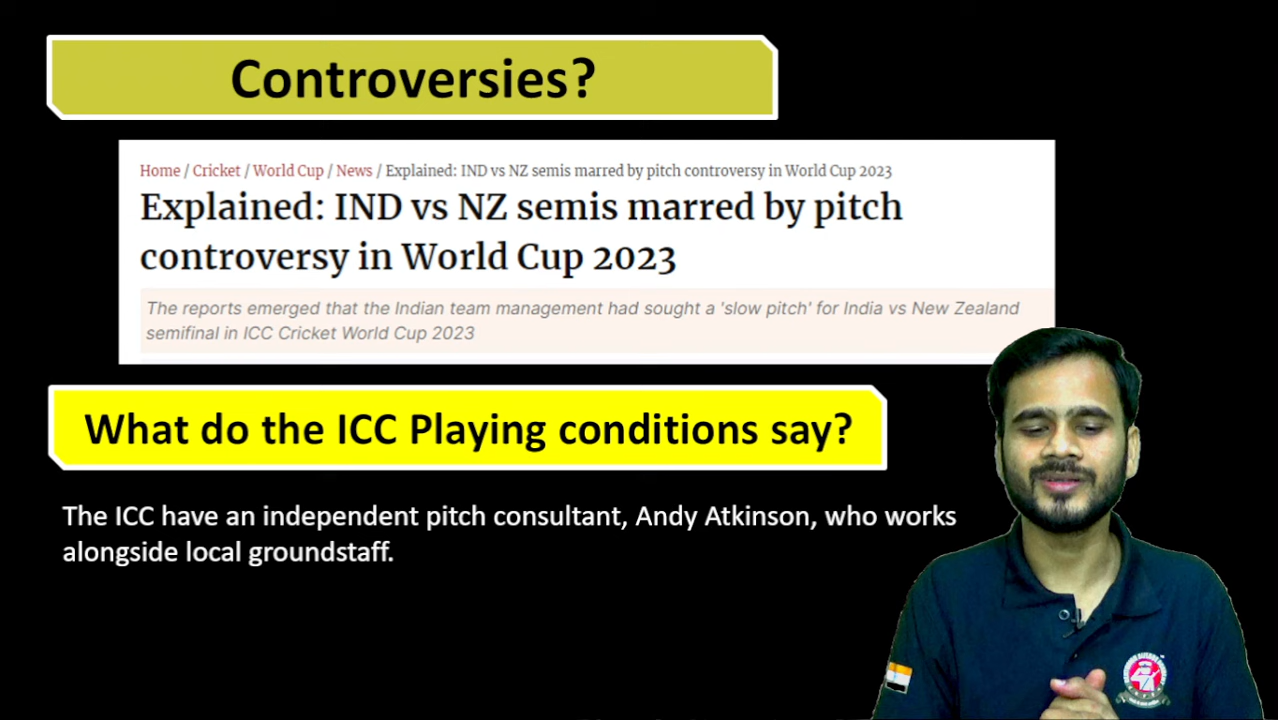 Controversies?
Home / Cricket / World Cup / News / Explained: IND vs NZ semis marred by pitch controversy in World Cup 2023
Explained: IND vs NZ semis marred by pitch
controversy in World Cup 2023
The reports emerged that the Indian team management had sought a 'slow pitch' for India vs New Zealand
semifinal in ICC Cricket World Cup 2023
What do the ICC Playing conditions say?
The ICC have an independent pitch consultant, Andy Atkinson, who works
alongside local groundstaff.